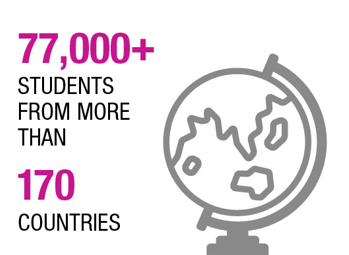 77,000+
STUDENTS
FROM MORE
THAN
170
COUNTRIES